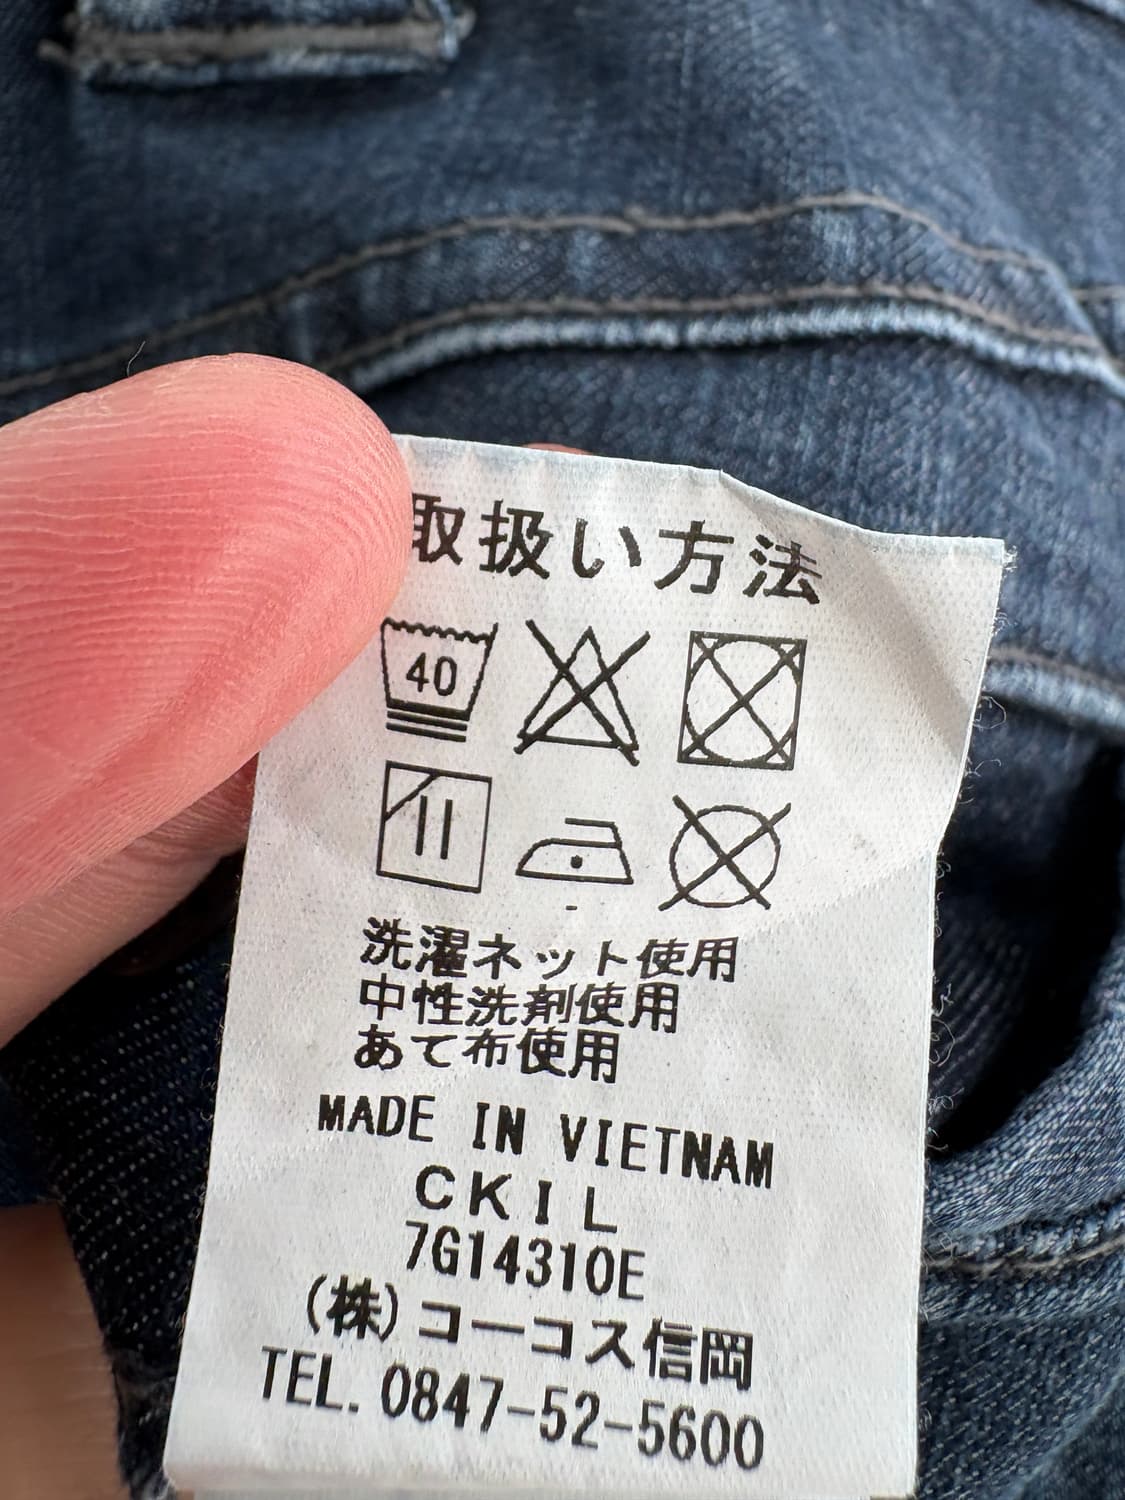 取扱い方法
40
洗濯ネット使用
中性洗剤使用
あて布使用
MADE IN VIETNAM
CKIL
7G14310E
(株)コーコス信岡
TEL. 0847-52-5600